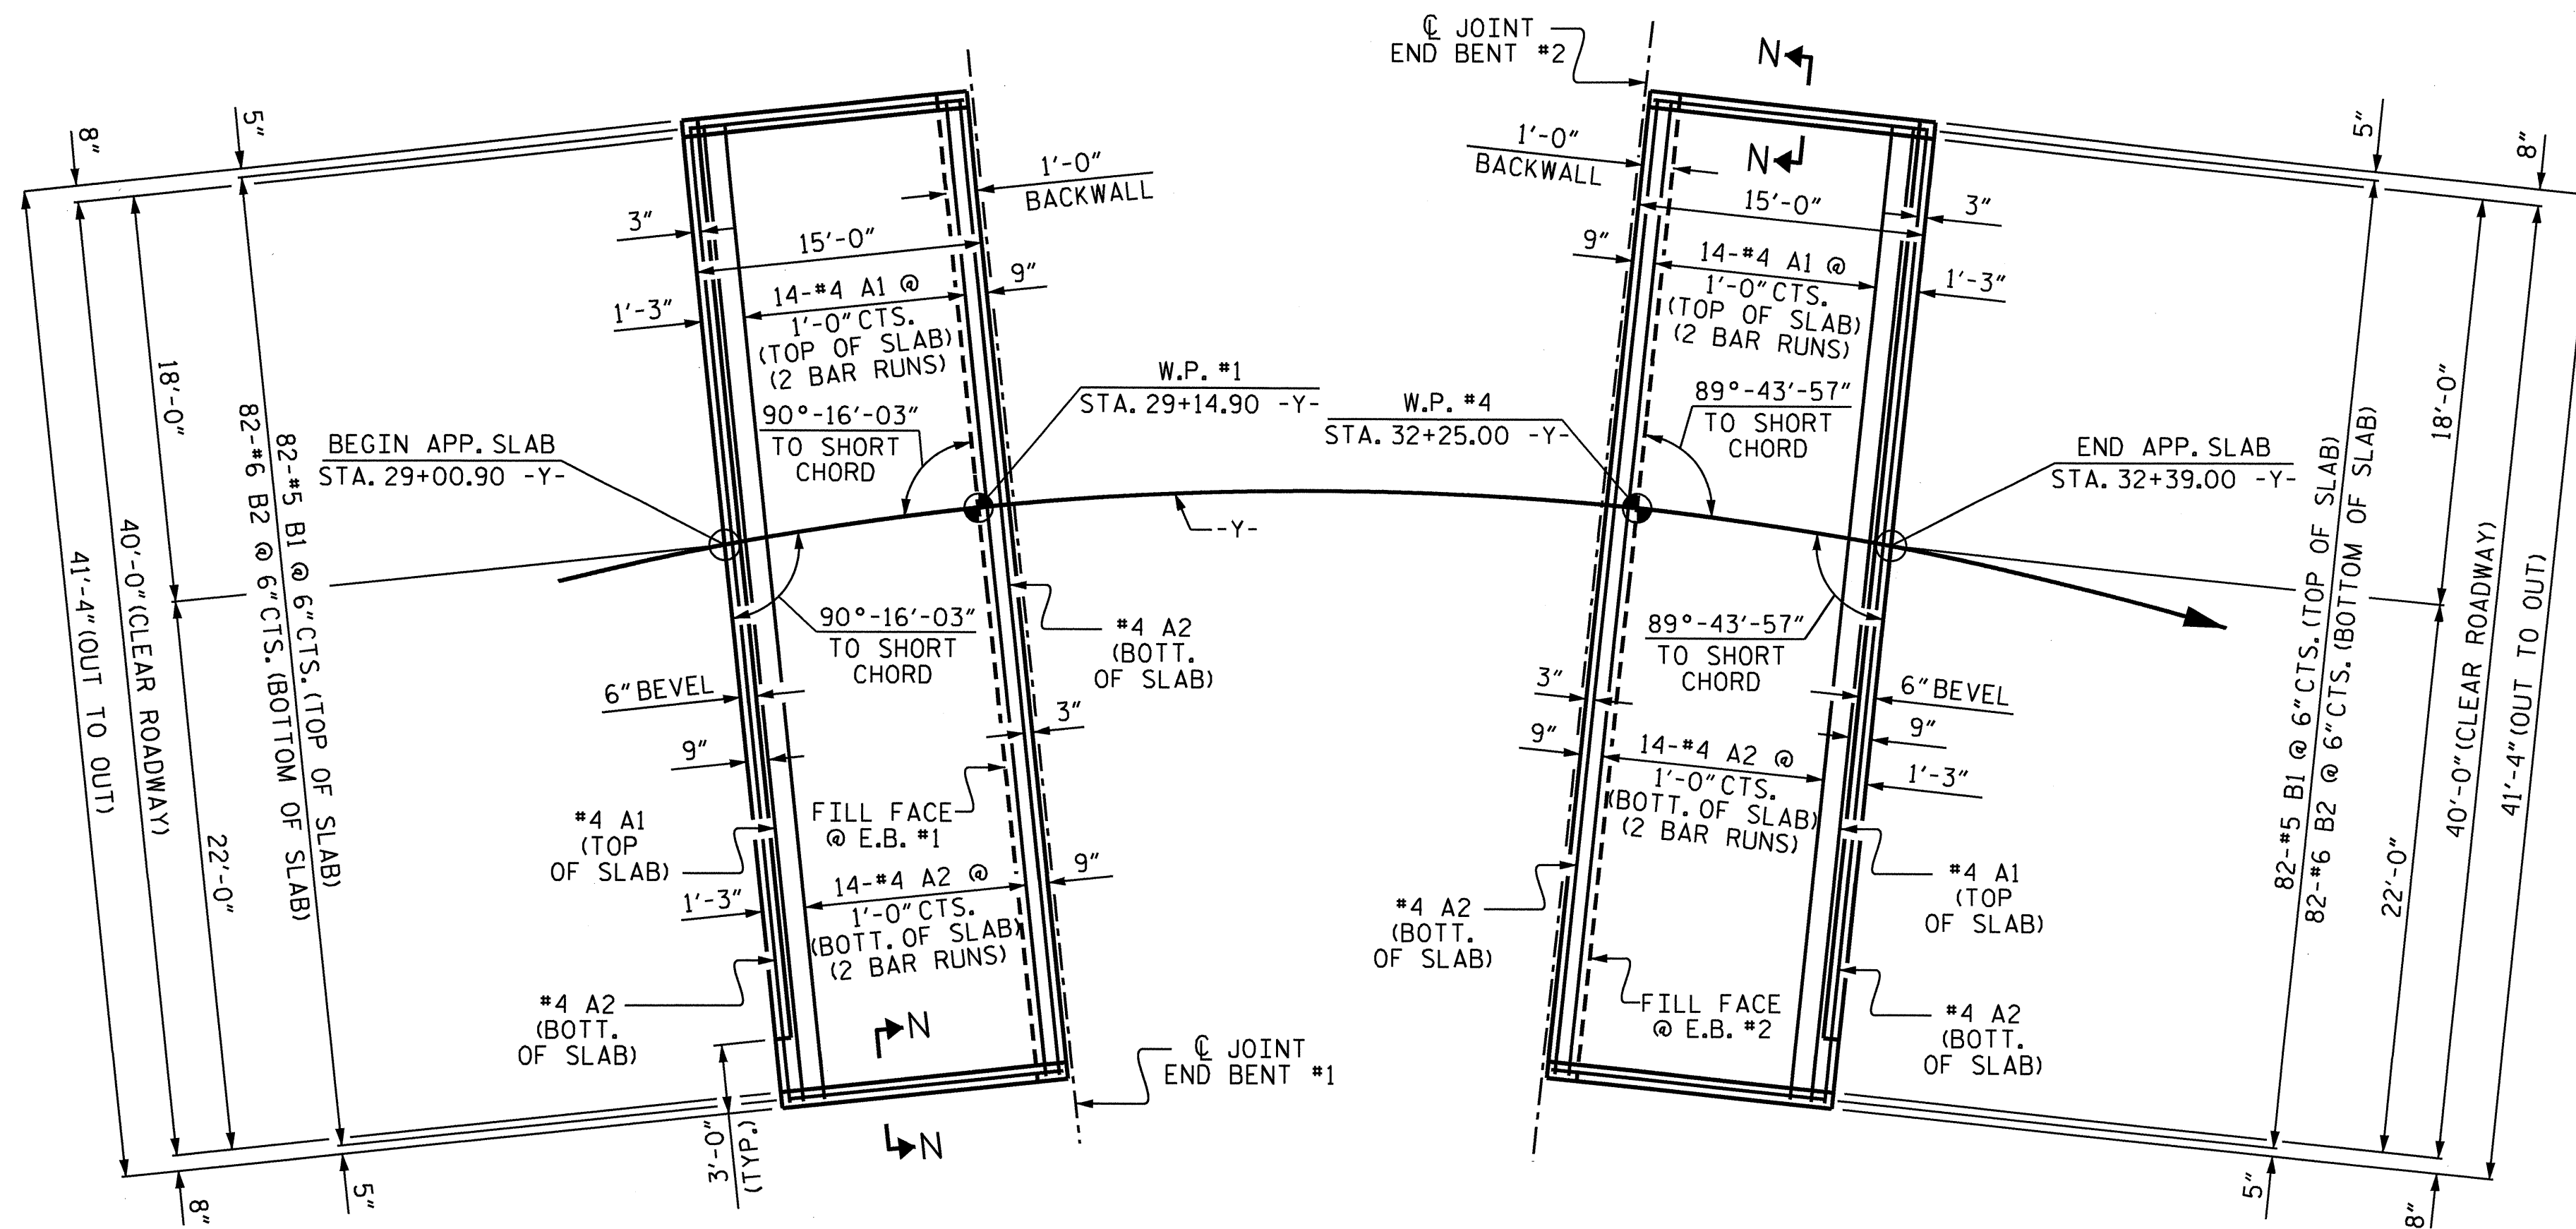 ℄ JOINT
END BENT #2
N
N
8"
5"
1'-0"
BACKWALL
3"
15'-0"
9"
1'-3"
14-#4 A1 @
1'-0" CTS.
(TOP OF SLAB)
(2 BAR RUNS)
18'-0"
90°-16'-03"
TO SHORT
CHORD
BEGIN APP. SLAB
STA. 29+00.90 -Y-
W.P. #1
STA. 29+14.90 -Y-
41'-4" (OUT TO OUT)
40'-0" (CLEAR ROADWAY)
82-#6 B2 @ 6" CTS. (BOTTOM OF SLAB)
82-#5 B1 @ 6" CTS. (TOP OF SLAB)
22'-0"
90°-16'-03"
TO SHORT
CHORD
#4 A2
(BOTT.
OF SLAB)
6" BEVEL
3"
9"
FILL FACE
@ E.B. #1
#4 A1
(TOP
OF SLAB)
1'-3"
14-#4 A2 @
1'-0" CTS.
(BOTT. OF SLAB)
(2 BAR RUNS)
9"
#4 A2
(BOTT.
OF SLAB)
N
N
3'-0"
(TYP.)
℄ JOINT
END BENT #1
5"
8"
-Y-
1'-0"
BACKWALL
15'-0"
3"
9"
14-#4 A1 @
1'-0" CTS.
(TOP OF SLAB)
(2 BAR RUNS)
1'-3"
5"
8"
W.P. #4
STA. 32+25.00 -Y-
89°-43'-57"
TO SHORT
CHORD
END APP. SLAB
STA. 32+39.00 -Y-
18'-0"
89°-43'-57"
TO SHORT
CHORD
3"
6" BEVEL
9"
9"
14-#4 A2 @
1'-0" CTS.
(BOTT. OF SLAB)
(2 BAR RUNS)
1'-3"
#4 A2
(BOTT.
OF SLAB)
#4 A1
(TOP
OF SLAB)
FILL FACE
@ E.B. #2
#4 A2
(BOTT.
OF SLAB)
82-#5 B1 @ 6" CTS. (TOP OF SLAB)
82-#6 B2 @ 6" CTS. (BOTTOM OF SLAB)
22'-0"
40'-0" (CLEAR ROADWAY)
41'-4" (OUT TO OUT)
5"
8"